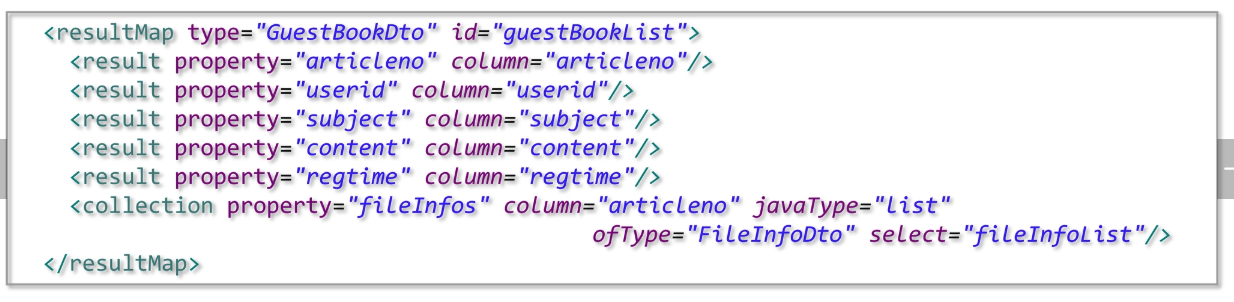 <resultMap type="GuestBookDto" id="guestBookList">
<result property="articleno" column="articleno"/>
<result property="userid" column="userid"/>
<result property="subject" column="subject"/>
<result property="content" column="content"/>
<result property="regtime" column="regtime"/>
<collection property="fileInfos" column="articleno" javaType="list"
ofType="FileInfoDto" select="fileInfoList"/>
</resultMap>